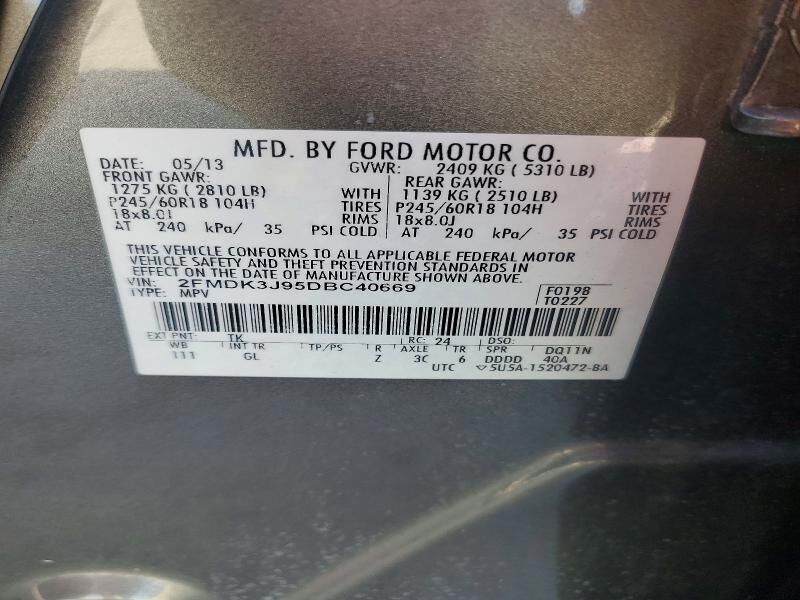 MFD. BY FORD MOTOR CO.
DATE: 05/13 GVWR: 2409 KG ( 5310 LB)
FRONT GAWR: REAR GAWR:
1275 KG ( 2810 LB) WITH 1139 KG ( 2510 LB) WITH
P245/60R18 104H TIRES P245/60R18 104H TIRES
18x8.0J RIMS 18x8.0J RIMS
AT 240 kPa/ 35 PSI COLD AT 240 kPa/ 35 PSI COLD
THIS VEHICLE CONFORMS TO ALL APPLICABLE FEDERAL MOTOR
VEHICLE SAFETY AND THEFT PREVENTION STANDARDS IN
EFFECT ON THE DATE OF MANUFACTURE SHOWN ABOVE.
VIN: 2FMDK3J95DBC40669 F0198
TYPE: MPV T0227
EXT PNT: TK RC: 24 DSO:
WB INT TR TP/PS R AXLE TR SPR DQ11N
111 GL Z 3C 6 DDDD 40A
UTC ▽5U5A-1520472-BA